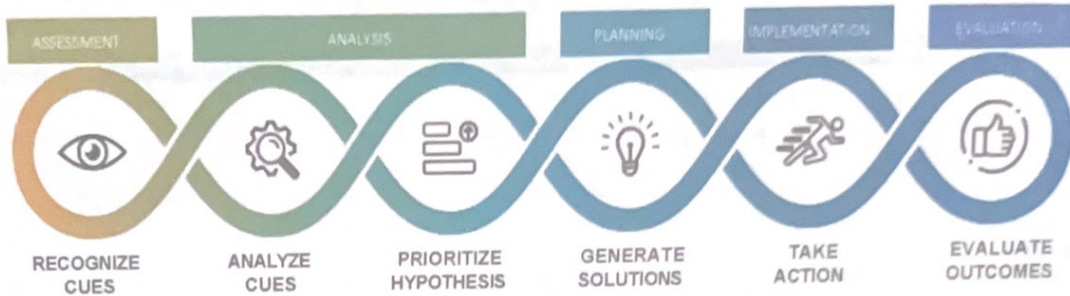 ASSESSMENT
ANALYSIS
PLANNING
IMPLEMENTATION
EVALUATION
RECOGNIZE
CUES
ANALYZE
CUES
PRIORITIZE
HYPOTHESIS
GENERATE
SOLUTIONS
TAKE
ACTION
EVALUATE
OUTCOMES